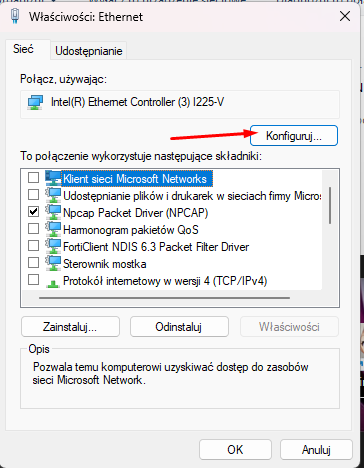 Właściwości: Ethernet
Sieć
Udostępnianie
Połącz, używając:
Intel(R) Ethernet Controller (3) I225-V
Konfiguruj...
To połączenie wykorzystuje następujące składniki:
Klient sieci Microsoft Networks
Udostępnianie plików i drukarek w sieciach firmy Micros
Npcap Packet Driver (NPCAP)
Harmonogram pakietów QoS
FortiClient NDIS 6.3 Packet Filter Driver
Sterownik mostka
Protokół internetowy w wersji 4 (TCP/IPv4)
Zainstaluj...
Odinstaluj
Właściwości
Opis
Pozwala temu komputerowi uzyskiwać dostęp do zasobów
sieci Microsoft Network.
OK
Anuluj